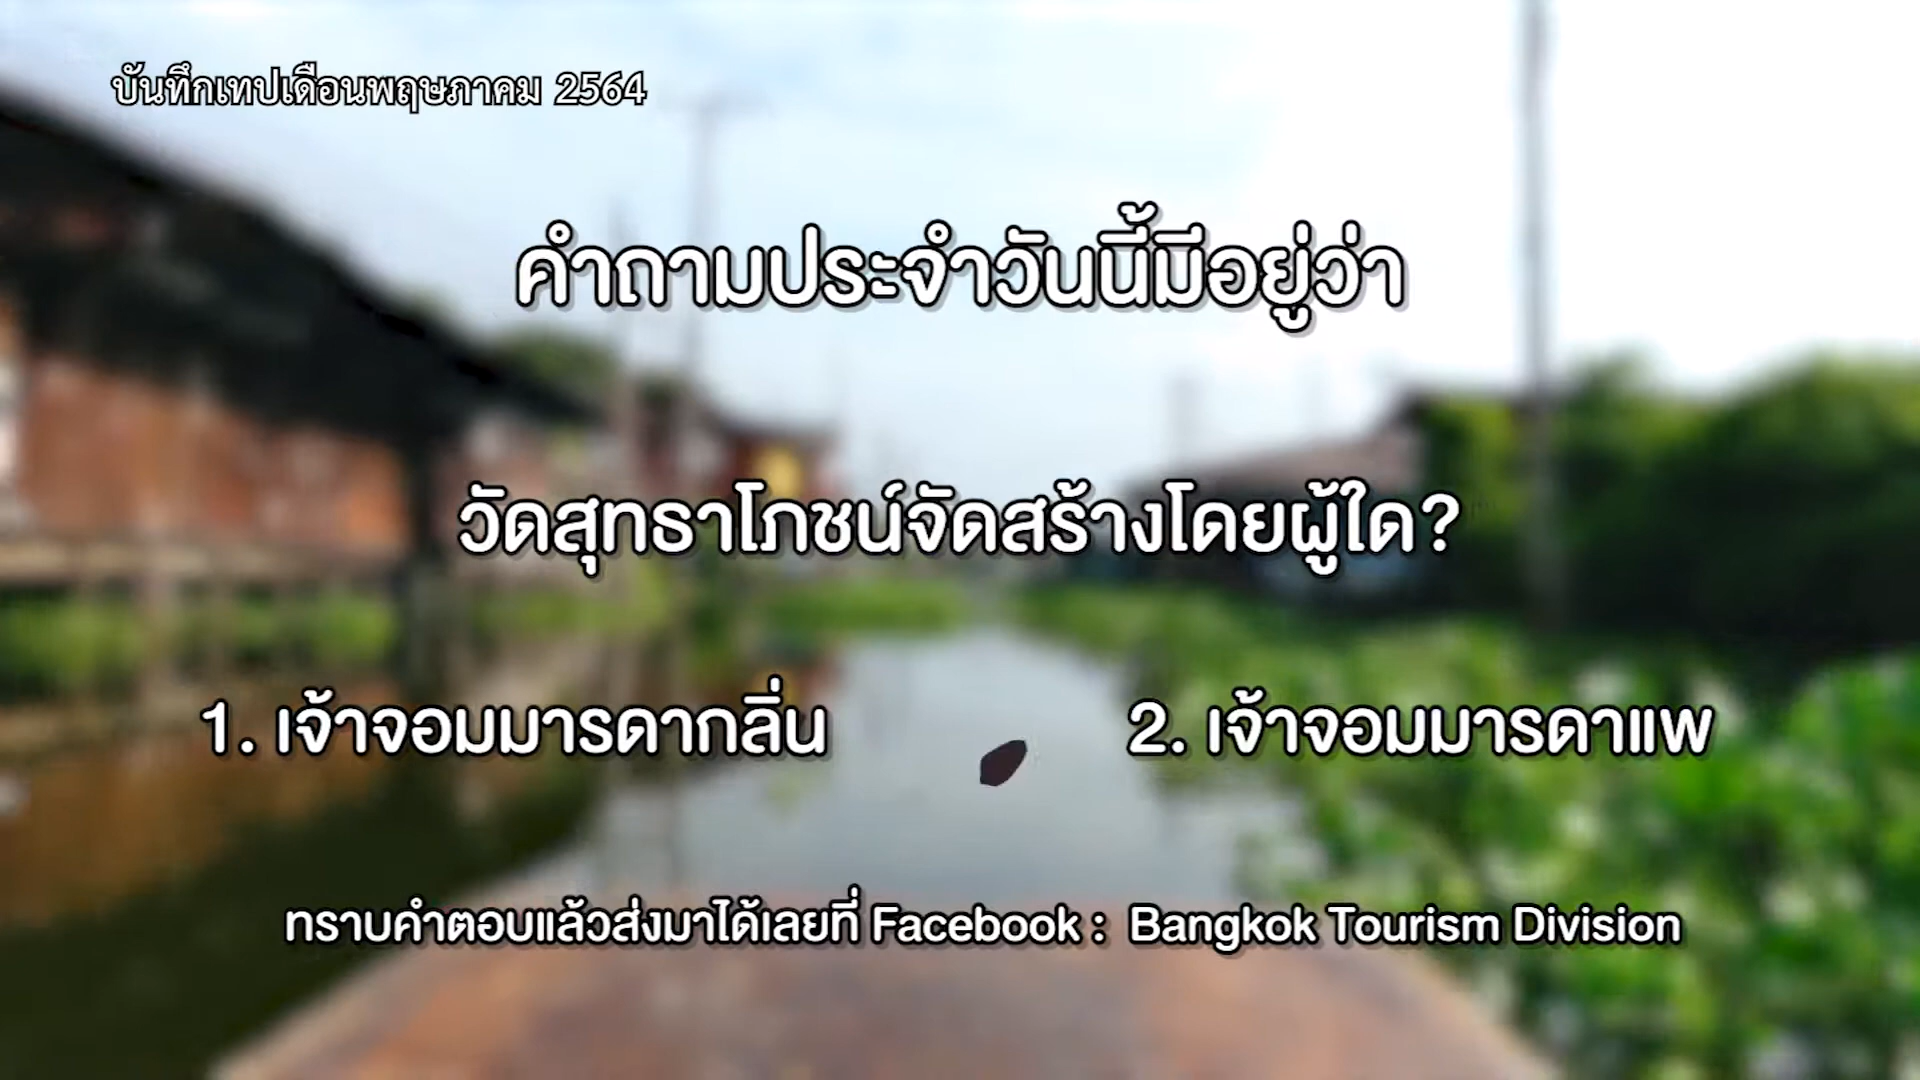 บันทึกเทปเดือนพฤษภาคม 2564
คำถามประจำวันนี้มีอยู่ว่า
วัดสุทธาโภชน์จัดสร้างโดยผู้ใด?
1. เจ้าจอมมารดากลิ่น
2. เจ้าจอมมารดาแพ
ทราบคำตอบแล้วส่งมาได้เลยที่ Facebook : Bangkok Tourism Division